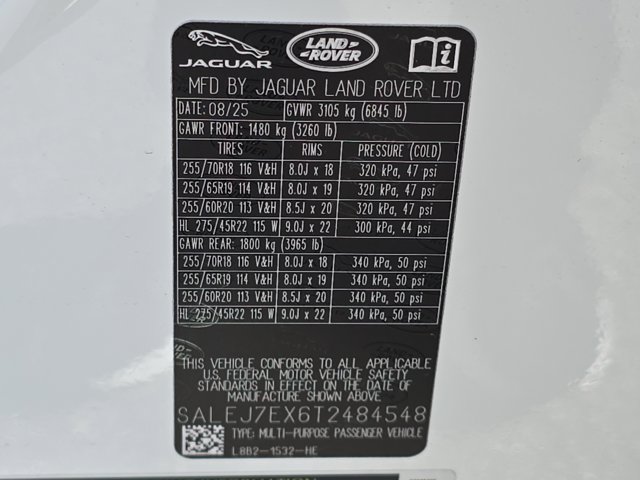 JAGUAR LAND ROVER
MFD BY JAGUAR LAND ROVER LTD
DATE: 08/25 GVWR 3105 kg (6845 lb)
GAWR FRONT: 1480 kg (3260 lb)
TIRES RIMS PRESSURE (COLD)
255/70R18 116 V&H 8.0J x 18 320 kPa, 47 psi
255/65R19 114 V&H 8.0J x 19 320 kPa, 47 psi
255/60R20 113 V&H 8.5J x 20 320 kPa, 47 psi
HL 275/45R22 115 W 9.0J x 22 300 kPa, 44 psi
GAWR REAR: 1800 kg (3965 lb)
255/70R18 116 V&H 8.0J x 18 340 kPa, 50 psi
255/65R19 114 V&H 8.0J x 19 340 kPa, 50 psi
255/60R20 113 V&H 8.5J x 20 340 kPa, 50 psi
HL 275/45R22 115 W 9.0J x 22 340 kPa, 50 psi
THIS VEHICLE CONFORMS TO ALL APPLICABLE
U.S. FEDERAL MOTOR VEHICLE SAFETY
STANDARDS IN EFFECT ON THE DATE OF
MANUFACTURE SHOWN ABOVE
SALEJ7EX6T2484548
TYPE: MULTI-PURPOSE PASSENGER VEHICLE
L8B2-1532-HE